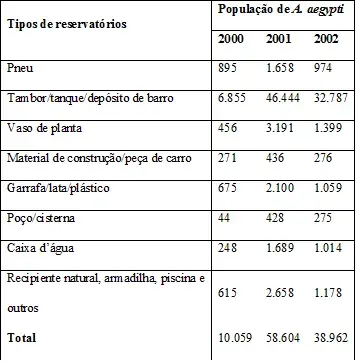 Tipos de reservatórios População de A. aegypti
2000 2001 2002
Pneu 895 1.658 974
Tambor/tanque/depósito de barro 6.855 46.444 32.787
Vaso de planta 456 3.191 1.399
Material de construção/peça de carro 271 436 276
Garrafa/lata/plástico 675 2.100 1.059
Poço/cisterna 44 428 275
Caixa d’água 248 1.689 1.014
Recipiente natural, armadilha, piscina e
outros 615 2.658 1.178
Total 10.059 58.604 38.962